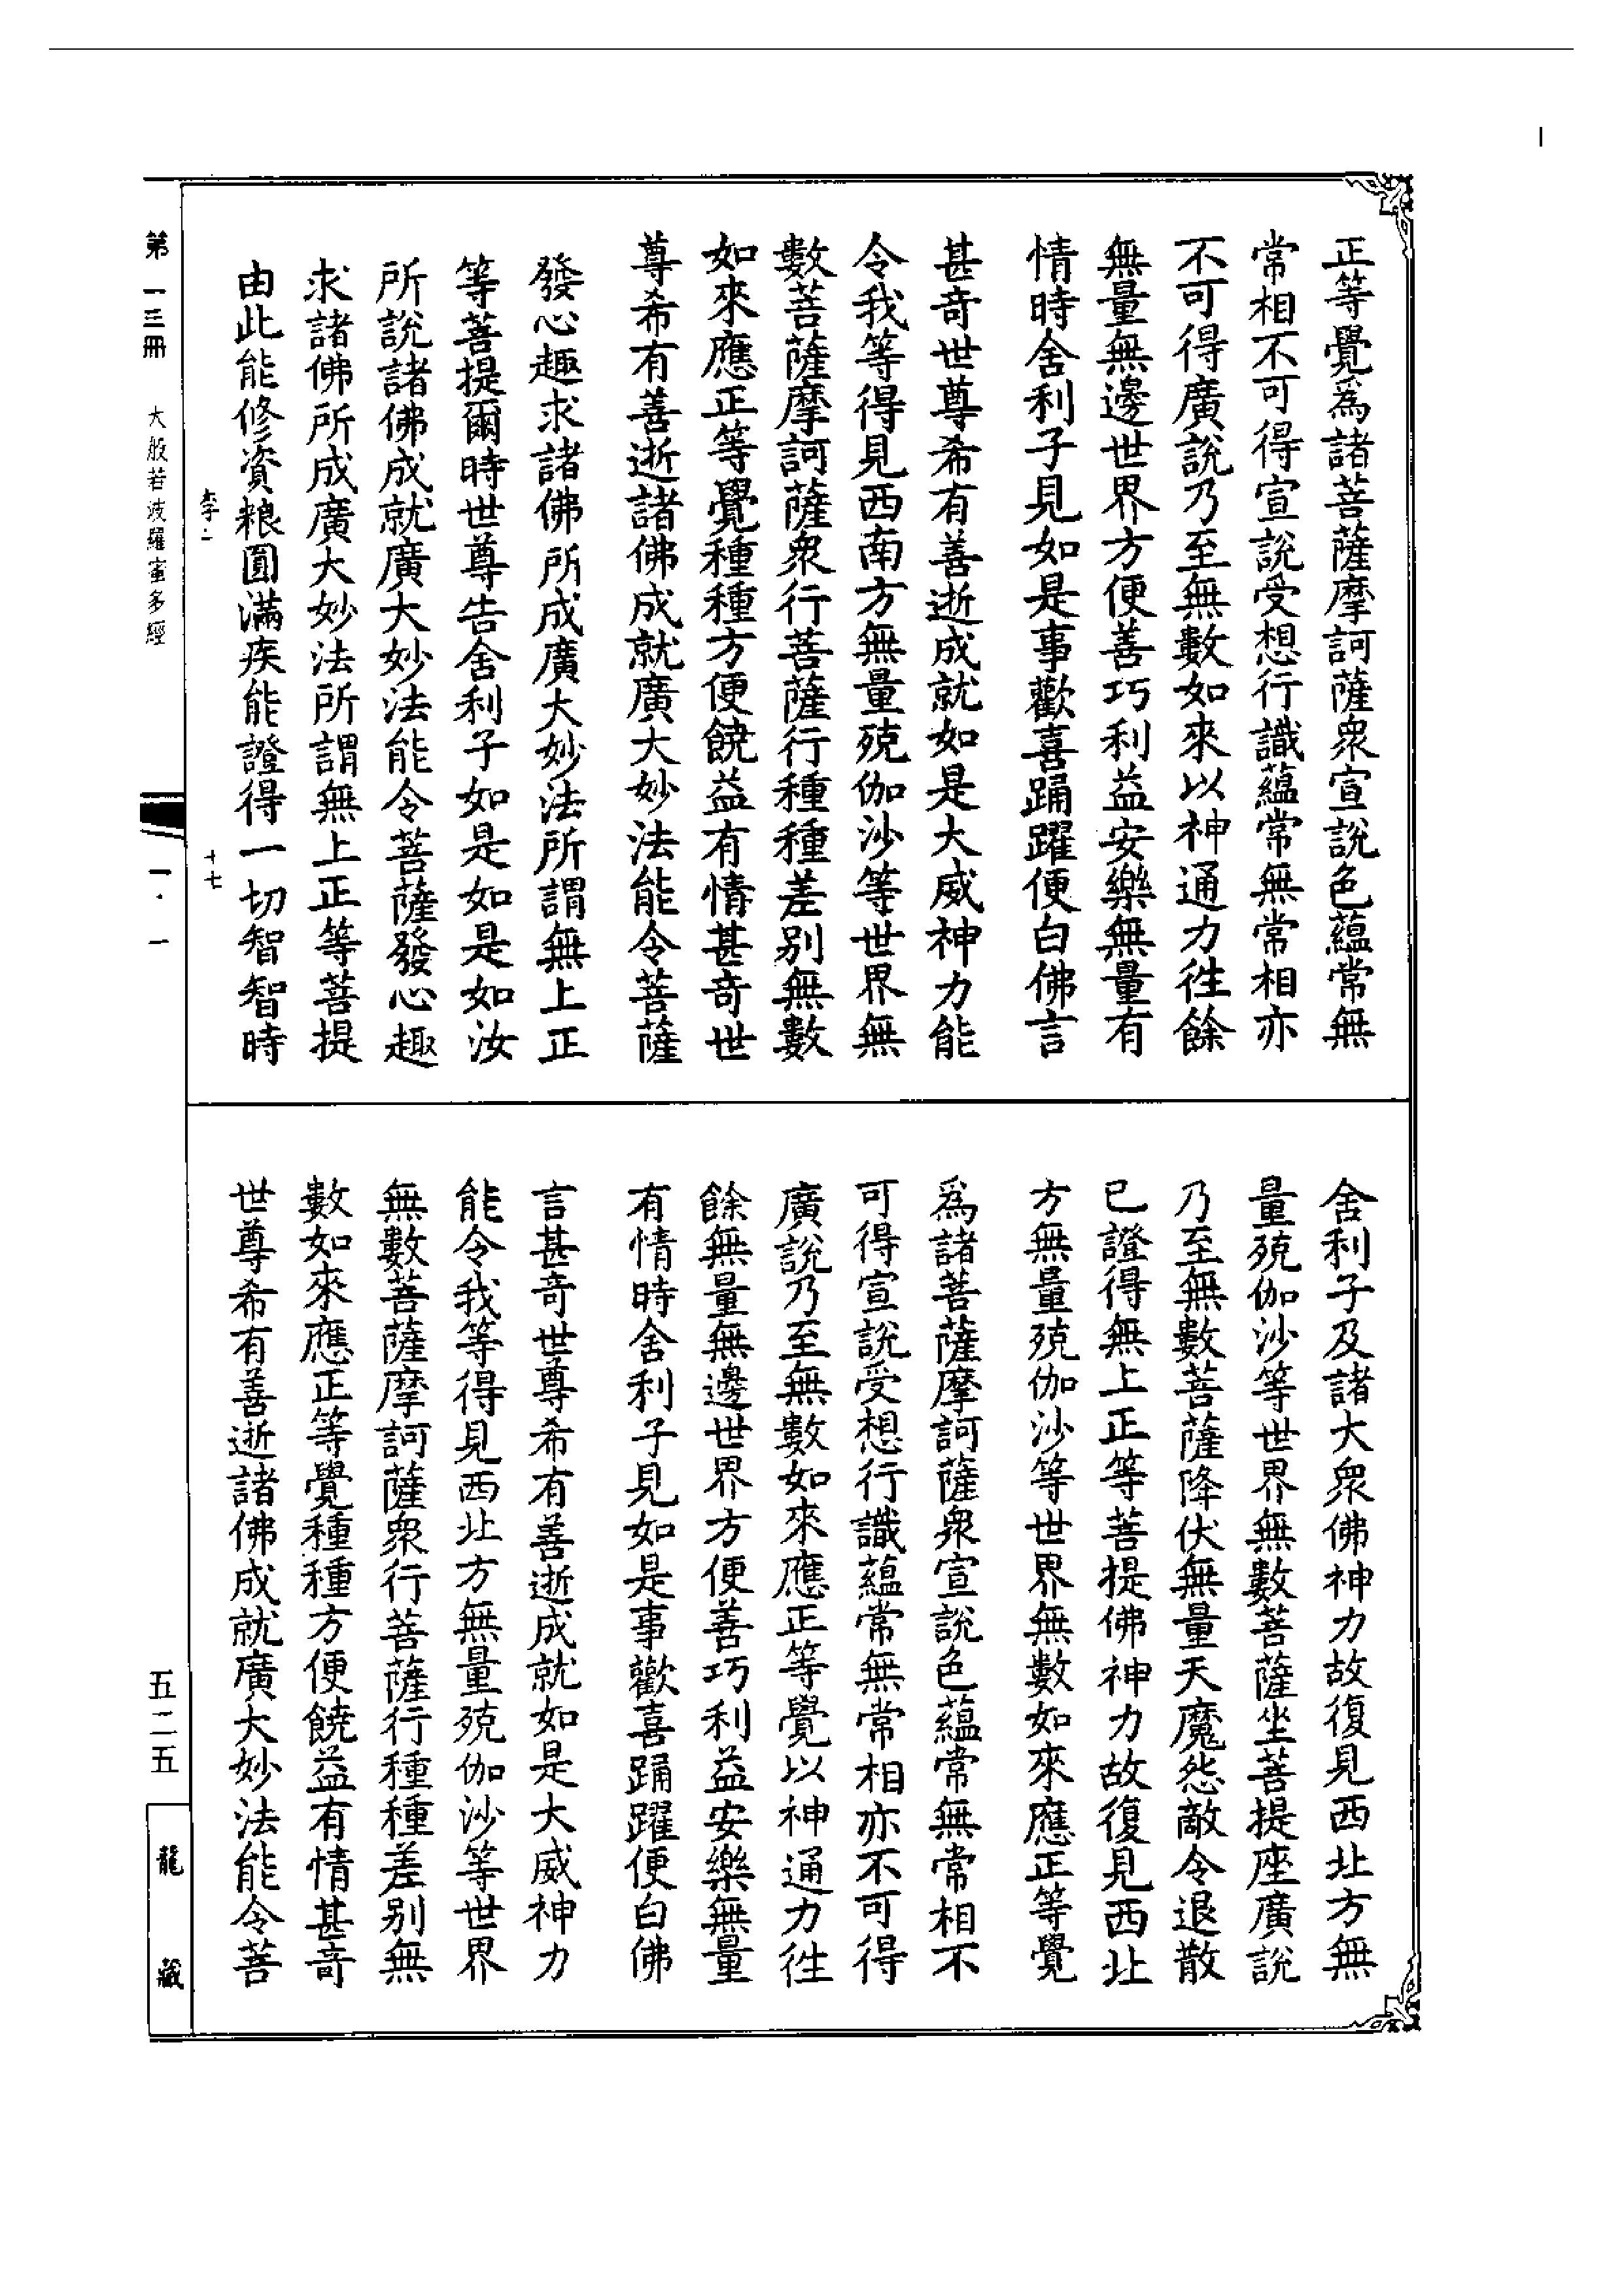 正等覺爲諸菩薩摩訶薩衆宣說色蘊常無
常相不可得宣說受想行識蘊常無常相亦
不可得廣說乃至無數如來以神通力往餘
無量無邊世界方便善巧利益安樂無量有
情時舍利子見如是事歡喜踊躍便白佛言
甚奇世尊希有善逝成就如是大威神力能
令我等得見西南方無量殑伽沙等世界無
數菩薩摩訶薩衆行菩薩行種種差別無數
如來應正等覺種種方便饒益有情甚奇世
尊希有善逝諸佛成就廣大妙法能令菩薩
發心趣求諸佛所成廣大妙法所謂無上正
等菩提爾時世尊告舍利子如是如是如汝
所說諸佛成就廣大妙法能令菩薩發心趣
求諸佛所成廣大妙法所謂無上正等菩提
由此能修資粮圓滿疾能證得一切智智時
舍利子及諸大衆佛神力故復見西北方無
量殑伽沙等世界無數菩薩坐菩提座廣說
乃至無數菩薩降伏無量天魔怨敵令退散
已證得無上正等菩提佛神力故復見西北
方無量殑伽沙等世界無數如來應正等覺
爲諸菩薩摩訶薩衆宣說色蘊常無常相不
可得宣說受想行識蘊常無常相亦不可得
廣說乃至無數如來應正等覺以神通力往
餘無量無邊世界方便善巧利益安樂無量
有情時舍利子見如是事歡喜踊躍便白佛
言甚奇世尊希有善逝成就如是大威神力
能令我等得見西北方無量殑伽沙等世界
無數菩薩摩訶薩衆行菩薩行種種差別無
數如來應正等覺種種方便饒益有情甚奇
世尊希有善逝諸佛成就廣大妙法能令菩
李二
十七
第一三冊 大般若波羅蜜多經
一·一
五二五
龍藏